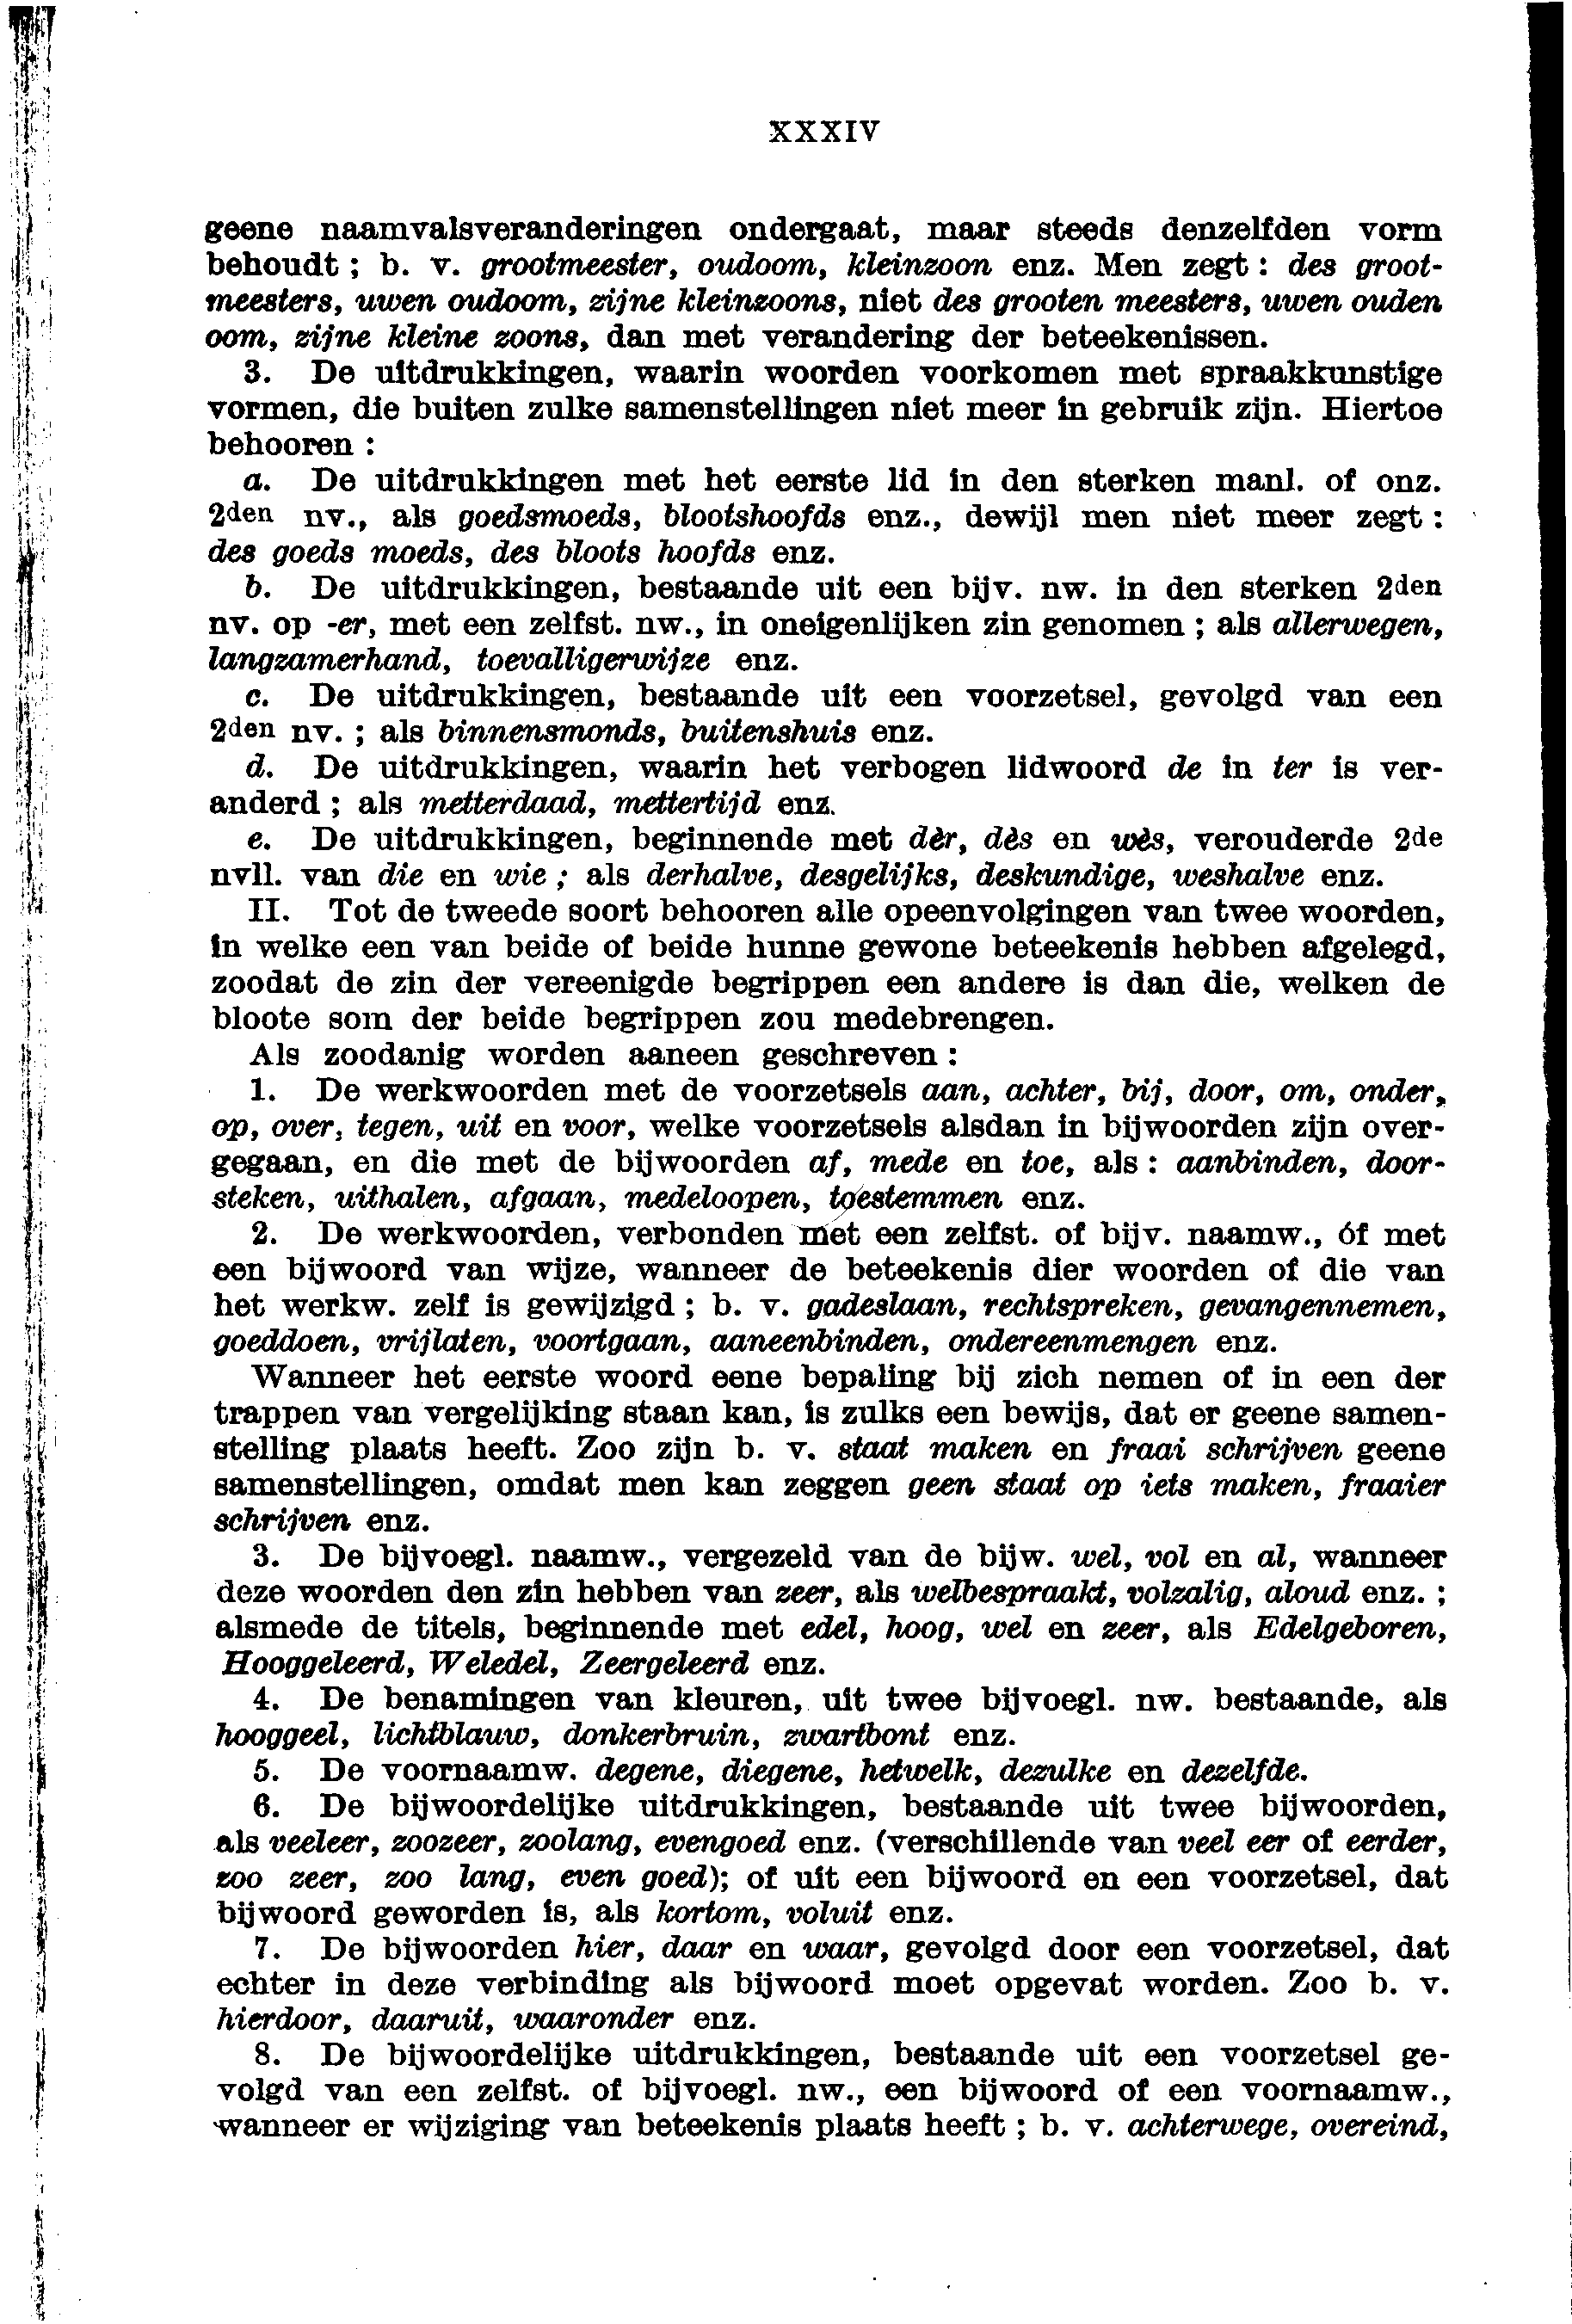 XXXIV
geene naamvalsveranderingen ondergaat, maar steeds denzelfden vorm
behoudt ; b. v. grootmeester, oudoom, kleinzoon enz. Men zegt : des groot-
meesters, uwen oudoom, zijne kleinzoons, niet des grooten meesters, uwen ouden
oom, zijne kleine zoons, dan met verandering der beteekenissen.
3. De uitdrukkingen, waarin woorden voorkomen met spraakkunstige
vormen, die buiten zulke samenstellingen niet meer in gebruik zijn. Hiertoe
behooren :
a. De uitdrukkingen met het eerste lid in den sterken manl. of onz.
2den nv., als goedsmoeds, blootshoofds enz., dewijl men niet meer zegt :
des goeds moeds, des bloots hoofds enz.
b. De uitdrukkingen, bestaande uit een bijv. nw. in den sterken 2den
nv. op -er, met een zelfst. nw., in oneigenlijken zin genomen ; als allerwegen,
langzamerhand, toevalligerwijze enz.
c. De uitdrukkingen, bestaande uit een voorzetsel, gevolgd van een
2den nv. ; als binnensmonds, buitenshuis enz.
d. De uitdrukkingen, waarin het verbogen lidwoord de in ter is ver-
anderd ; als metterdaad, mettertijd enz.
e. De uitdrukkingen, beginnende met dèr, dès en wès, verouderde 2de
nvll. van die en wie ; als derhalve, desgelijks, deskundige, weshalve enz.
II. Tot de tweede soort behooren alle opeenvolgingen van twee woorden,
in welke een van beide of beide hunne gewone beteekenis hebben afgelegd,
zoodat de zin der vereenigde begrippen een andere is dan die, welken de
bloote som der beide begrippen zou medebrengen.
Als zoodanig worden aaneen geschreven :
1. De werkwoorden met de voorzetsels aan, achter, bij, door, om, onder,
op, over, tegen, uit en voor, welke voorzetsels alsdan in bijwoorden zijn over-
gegaan, en die met de bijwoorden af, mede en toe, als : aanbinden, door-
steken, uithalen, afgaan, medeloopen, toestemmen enz.
2. De werkwoorden, verbonden met een zelfst. of bijv. naamw., óf met
een bijwoord van wijze, wanneer de beteekenis dier woorden of die van
het werkw. zelf is gewijzigd ; b. v. gadeslaan, rechtspreken, gevangennemen,
goeddoen, vrijlaten, voortgaan, aaneenbinden, ondereenmengen enz.
Wanneer het eerste woord eene bepaling bij zich nemen of in een der
trappen van vergelijking staan kan, is zulks een bewijs, dat er geene samen-
stelling plaats heeft. Zoo zijn b. v. staat maken en fraai schrijven geene
samenstellingen, omdat men kan zeggen geen staat op iets maken, fraaier
schrijven enz.
3. De bijvoegl. naamw., vergezeld van de bijw. wel, vol en al, wanneer
deze woorden den zin hebben van zeer, als welbespraakt, volzalig, aloud enz. ;
alsmede de titels, beginnende met edel, hoog, wel en zeer, als Edelgeboren,
Hooggeleerd, Weledel, Zeergeleerd enz.
4. De benamingen van kleuren, uit twee bijvoegl. nw. bestaande, als
hooggeel, lichtblauw, donkerbruin, zwartbont enz.
5. De voornaamw. degene, diegene, hetwelk, dezulke en dezelfde.
6. De bijwoordelijke uitdrukkingen, bestaande uit twee bijwoorden,
als veeleer, zoozeer, zoolang, evengoed enz. (verschillende van veel eer of eerder,
zoo zeer, zoo lang, even goed); of uit een bijwoord en een voorzetsel, dat
bijwoord geworden is, als kortom, voluit enz.
7. De bijwoorden hier, daar en waar, gevolgd door een voorzetsel, dat
echter in deze verbinding als bijwoord moet opgevat worden. Zoo b. v.
hierdoor, daaruit, waaronder enz.
8. De bijwoordelijke uitdrukkingen, bestaande uit een voorzetsel ge-
volgd van een zelfst. of bijvoegl. nw., een bijwoord of een voornaamw.,
wanneer er wijziging van beteekenis plaats heeft ; b. v. achterwege, overeind,